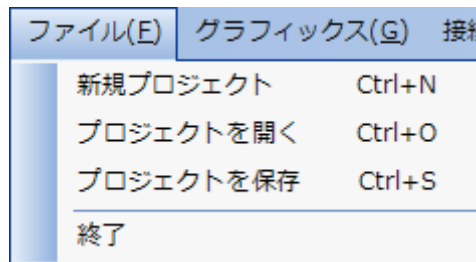 ファイル(F) グラフィックス(G) 接続
新規プロジェクト Ctrl+N
プロジェクトを開く Ctrl+O
プロジェクトを保存 Ctrl+S
終了